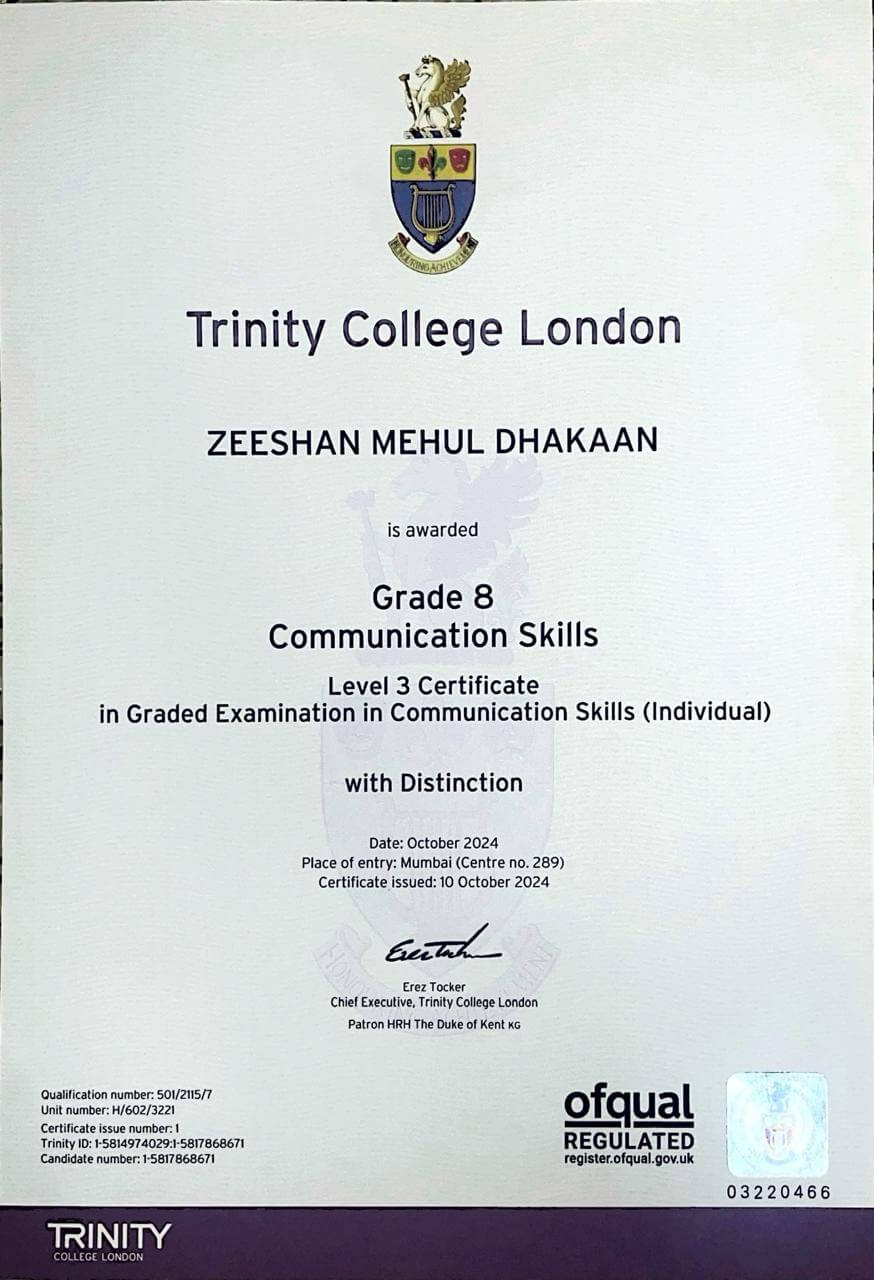 HONOURING ACHIEVEMENT
Trinity College London
ZEESHAN MEHUL DHAKAAN
is awarded
Grade 8
Communication Skills
Level 3 Certificate
in Graded Examination in Communication Skills (Individual)
with Distinction
Date: October 2024
Place of entry: Mumbai (Centre no. 289)
Certificate issued: 10 October 2024
Erez Tocker
Chief Executive, Trinity College London
Patron HRH The Duke of Kent KG
Qualification number: 501/2115/7
Unit number: H/602/3221
Certificate issue number: 1
Trinity ID: 1-5814974029:1-5817868671
Candidate number: 1-5817868671
ofqual
REGULATED
register.ofqual.gov.uk
03220466
TRINITY
COLLEGE LONDON